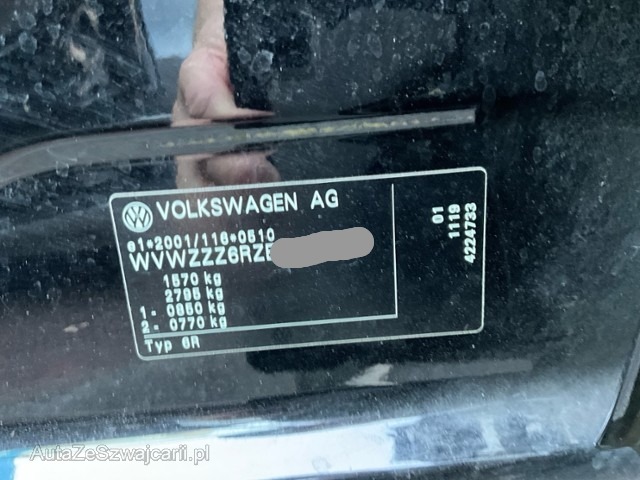 VOLKSWAGEN AG
e1*2001/116*0510
WVWZZZ6RZB
1570 kg
2795 kg
1- 0850 kg
2- 0770 kg
Typ 6R
01
1119
4224733
AutaZeSzwajcarii.pl